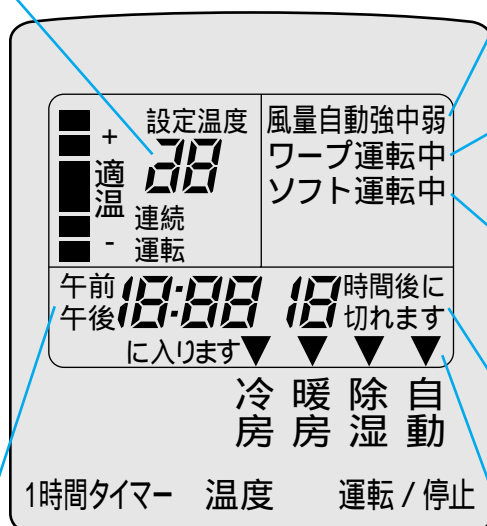 設定温度
風量自動強中弱
+
適温
-
28
ワープ運転中
ソフト運転中
連続
運転
午前
午後
18:88
18
時間後に
切れます
に入ります▼ ▼ ▼ ▼
冷房 暖房 除湿 自動
1時間タイマー 温度 運転 / 停止